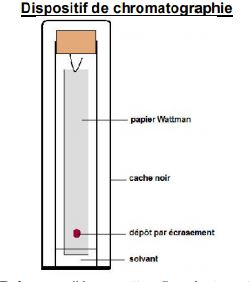 Dispositif de chromatographie
papier Wattman
cache noir
dépôt par écrasement
solvant